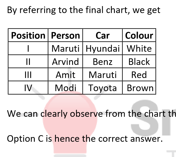 By referring to the final chart, we get
Position Person Car Colour
I Maruti Hyundai White
II Arvind Benz Black
III Amit Maruti Red
IV Modi Toyota Brown
We can clearly observe from the chart th
Option C is hence the correct answer.